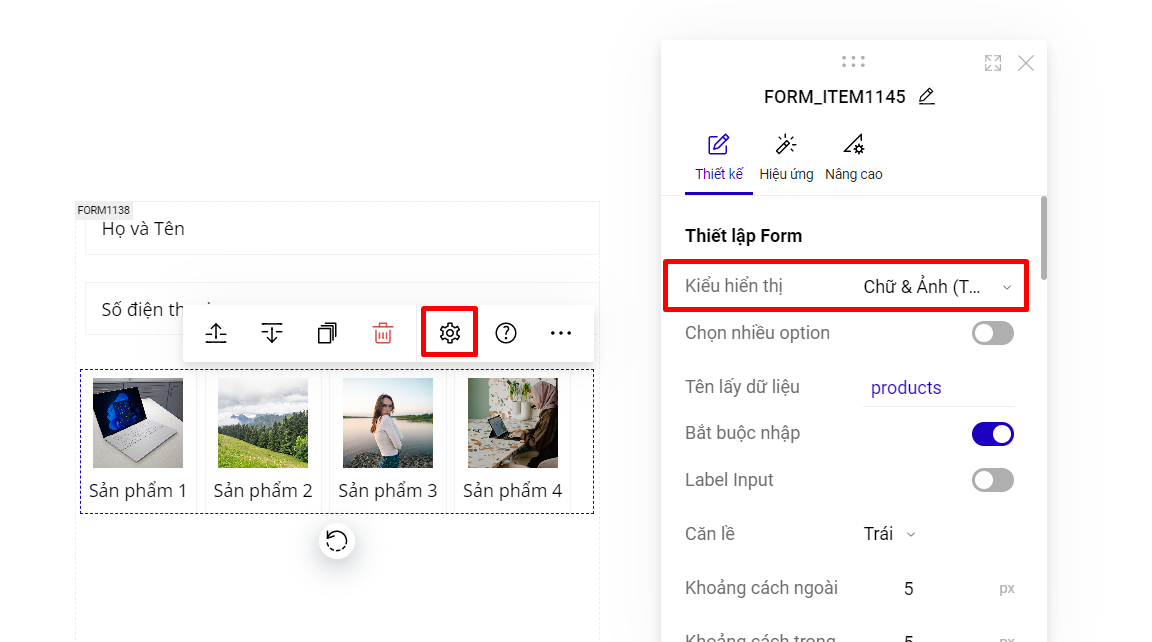 FORM1138
Họ và Tên
Số điện th
Sản phẩm 1
Sản phẩm 2
Sản phẩm 3
Sản phẩm 4
FORM_ITEM1145
Thiết kế
Hiệu ứng
Nâng cao
Thiết lập Form
Kiểu hiển thị
Chữ & Ảnh (T...
Chọn nhiều option
Tên lấy dữ liệu
products
Bắt buộc nhập
Label Input
Căn lề
Trái
Khoảng cách ngoài
5
px
Khoảng cách trong
5
px